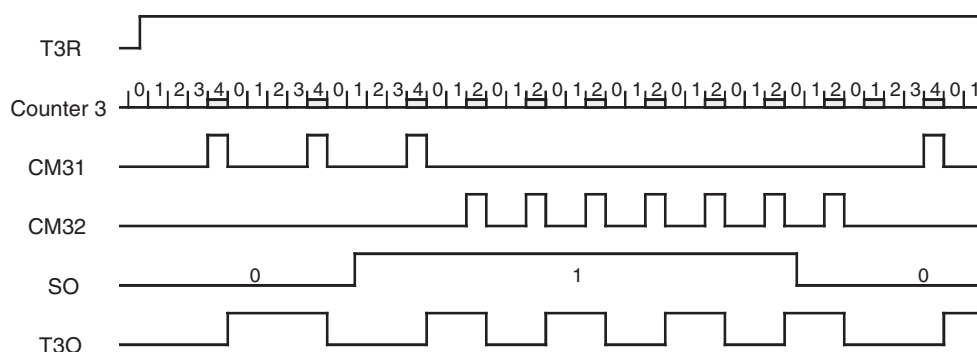 T3R
0 1 2 3 4 0 1 2 3 4 0 1 2 3 4 0 1 2 0 1 2 0 1 2 0 1 2 0 1 2 0 1 2 0 1 2 0 1 2 3 4 0 1
Counter 3
CM31
CM32
SO 0 1 0
T3O